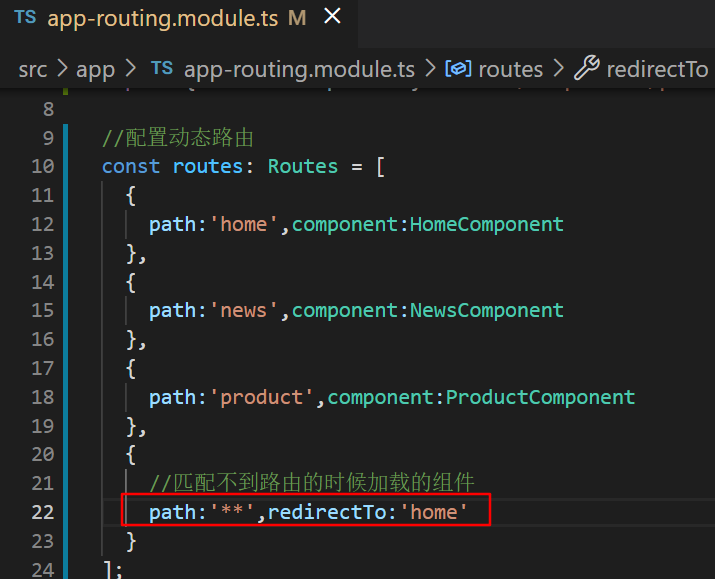 TS app-routing.module.ts M
src > app > TS app-routing.module.ts > routes > redirectTo
8
9 //配置动态路由
10 const routes: Routes = [
11 {
12 path:'home',component:HomeComponent
13 },
14 {
15 path:'news',component:NewsComponent
16 },
17 {
18 path:'product',component:ProductComponent
19 },
20 {
21 //匹配不到路由的时候加载的组件
22 path:'**',redirectTo:'home'
23 }
24 ];